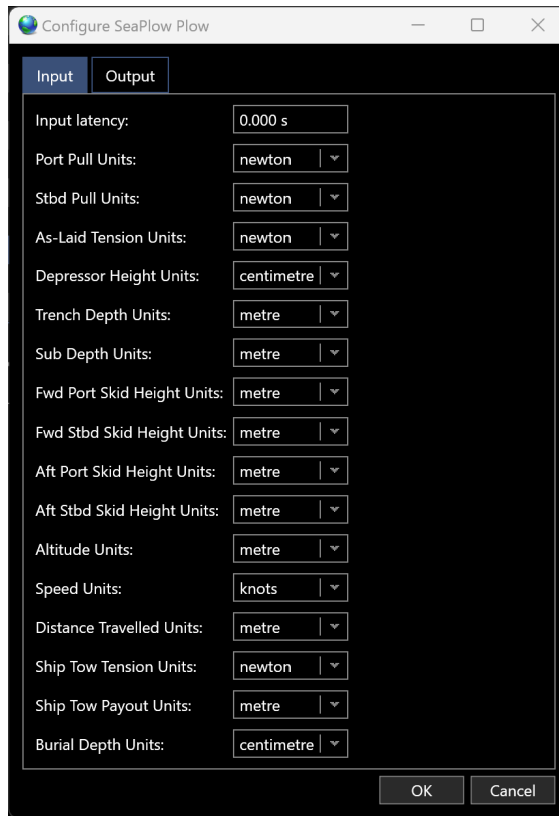 Configure SeaPlow Plow
Input Output
Input latency: 0.000 s
Port Pull Units: newton
Stbd Pull Units: newton
As-Laid Tension Units: newton
Depressor Height Units: centimetre
Trench Depth Units: metre
Sub Depth Units: metre
Fwd Port Skid Height Units: metre
Fwd Stbd Skid Height Units: metre
Aft Port Skid Height Units: metre
Aft Stbd Skid Height Units: metre
Altitude Units: metre
Speed Units: knots
Distance Travelled Units: metre
Ship Tow Tension Units: newton
Ship Tow Payout Units: metre
Burial Depth Units: centimetre
OK Cancel